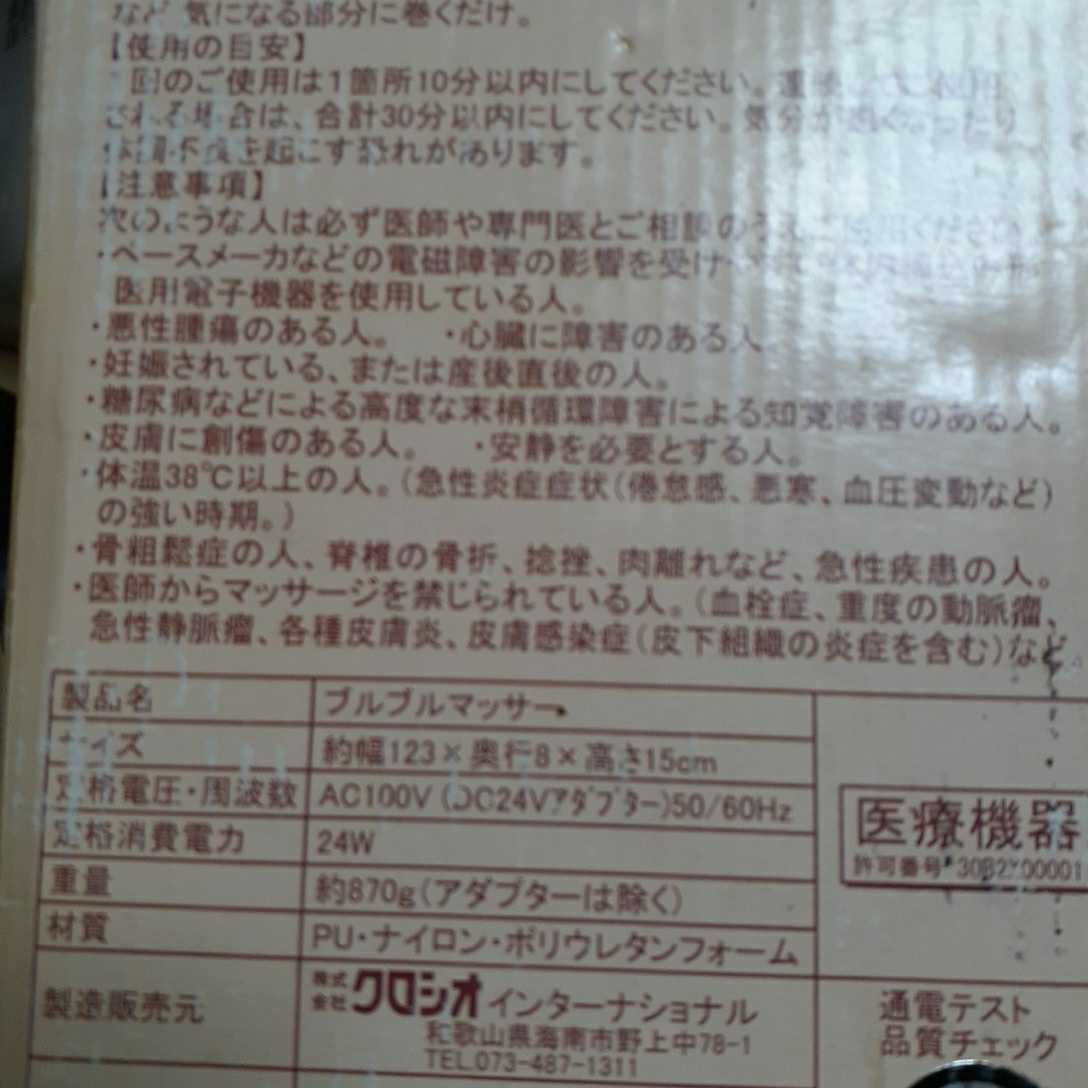 など 気になる部分に巻くだけ。
【使用の目安】
1回のご使用は1箇所10分以内にしてください。
される場合は、合計30分以内にしてください。気分が悪くなったり
体調不良を起こす恐れがあります。
【注意事項】
次のような人は必ず医師や専門医とご相談のうえ
・ペースメーカなどの電磁障害の影響を受け
医用電子機器を使用している人。
・悪性腫瘍のある人。 ・心臓に障害のある人
・妊娠されている、または産後直後の人。
・糖尿病などによる高度な末梢循環障害による知覚障害のある人。
・皮膚に創傷のある人。 ・安静を必要とする人。
・体温38℃以上の人。(急性炎症症状(倦怠感、悪寒、血圧変動など)
の強い時期。)
・骨粗鬆症の人、脊椎の骨折、捻挫、肉離れなど、急性疾患の人。
・医師からマッサージを禁じられている人。(血栓症、重度の動脈瘤、
急性静脈瘤、各種皮膚炎、皮膚感染症(皮下組織の炎症を含む)など
製品名 ブルブルマッサー
サイズ 約幅123×奥行8×高さ15cm
定格電圧・周波数 AC100V(DC24Vアダプター)50/60Hz
定格消費電力 24W
重量 約870g(アダプターは除く)
材質 PU・ナイロン・ポリウレタンフォーム
医療機器
許可番号
製造販売元 株式会社クロシオインターナショナル
和歌山県海南市野上中78-1
TEL.073-487-1311
通電テスト
品質チェック